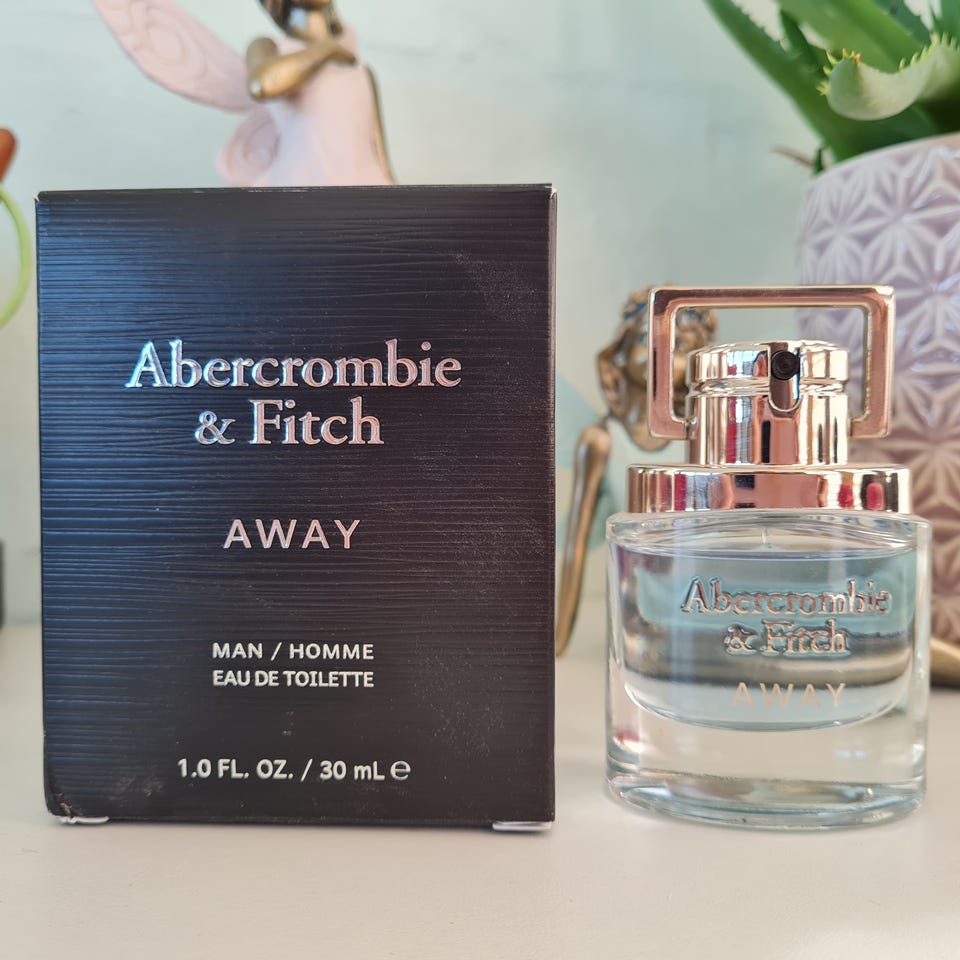 Abercrombie
& Fitch
AWAY
MAN / HOMME
EAU DE TOILETTE
1.0 FL. OZ. / 30 mL ℮
Abercrombie
& Fitch
AWAY